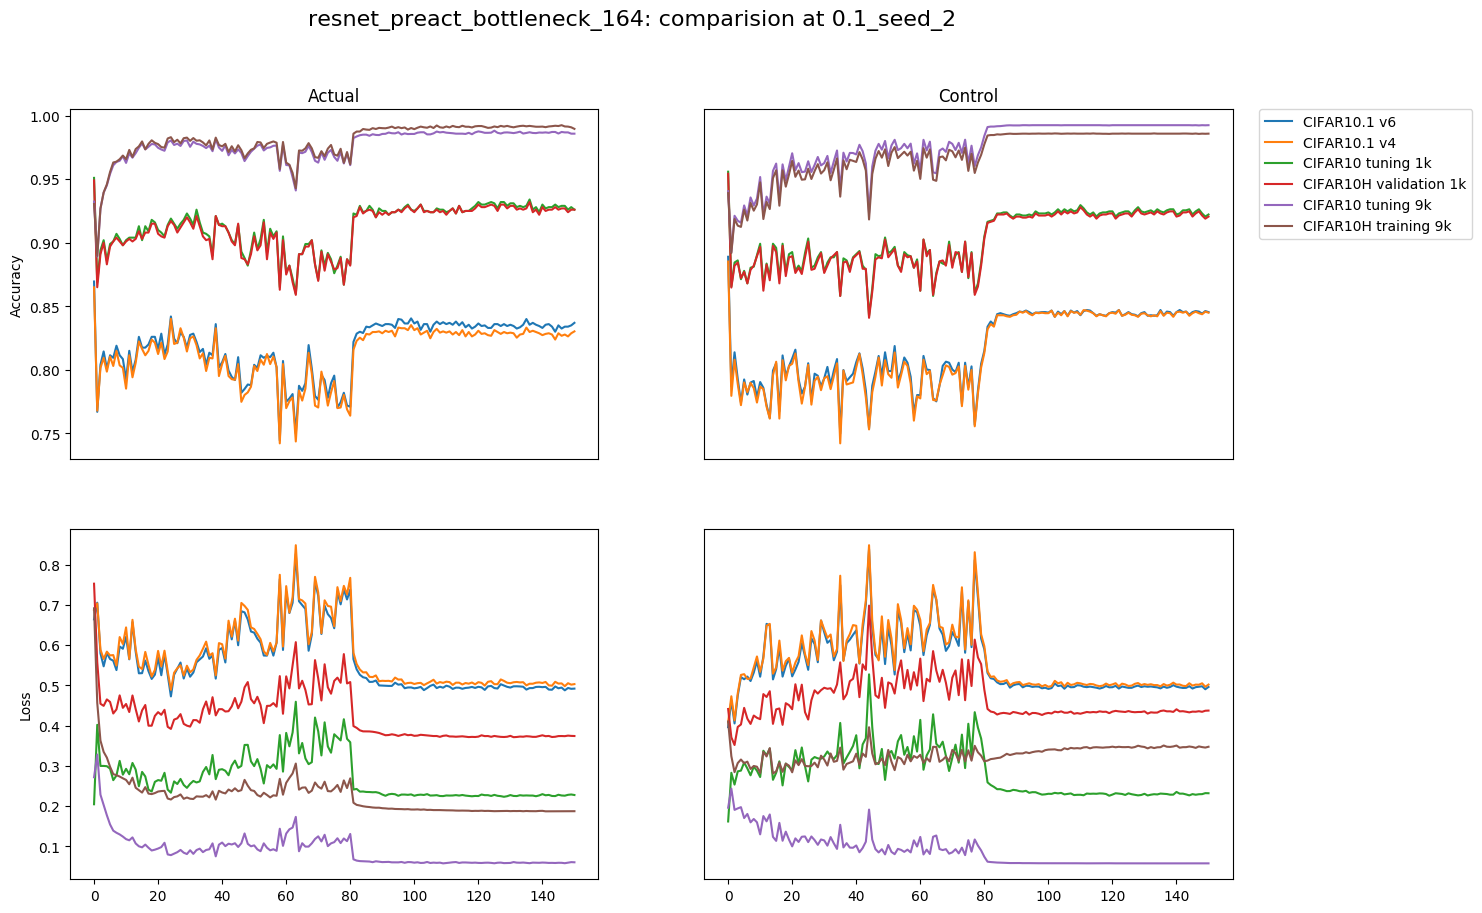 resnet_preact_bottleneck_164: comparision at 0.1_seed_2
Actual
Control
Accuracy
1.00
0.95
0.90
0.85
0.80
0.75
CIFAR10.1 v6
CIFAR10.1 v4
CIFAR10 tuning 1k
CIFAR10H validation 1k
CIFAR10 tuning 9k
CIFAR10H training 9k
Loss
0.8
0.7
0.6
0.5
0.4
0.3
0.2
0.1
0 20 40 60 80 100 120 140
0 20 40 60 80 100 120 140